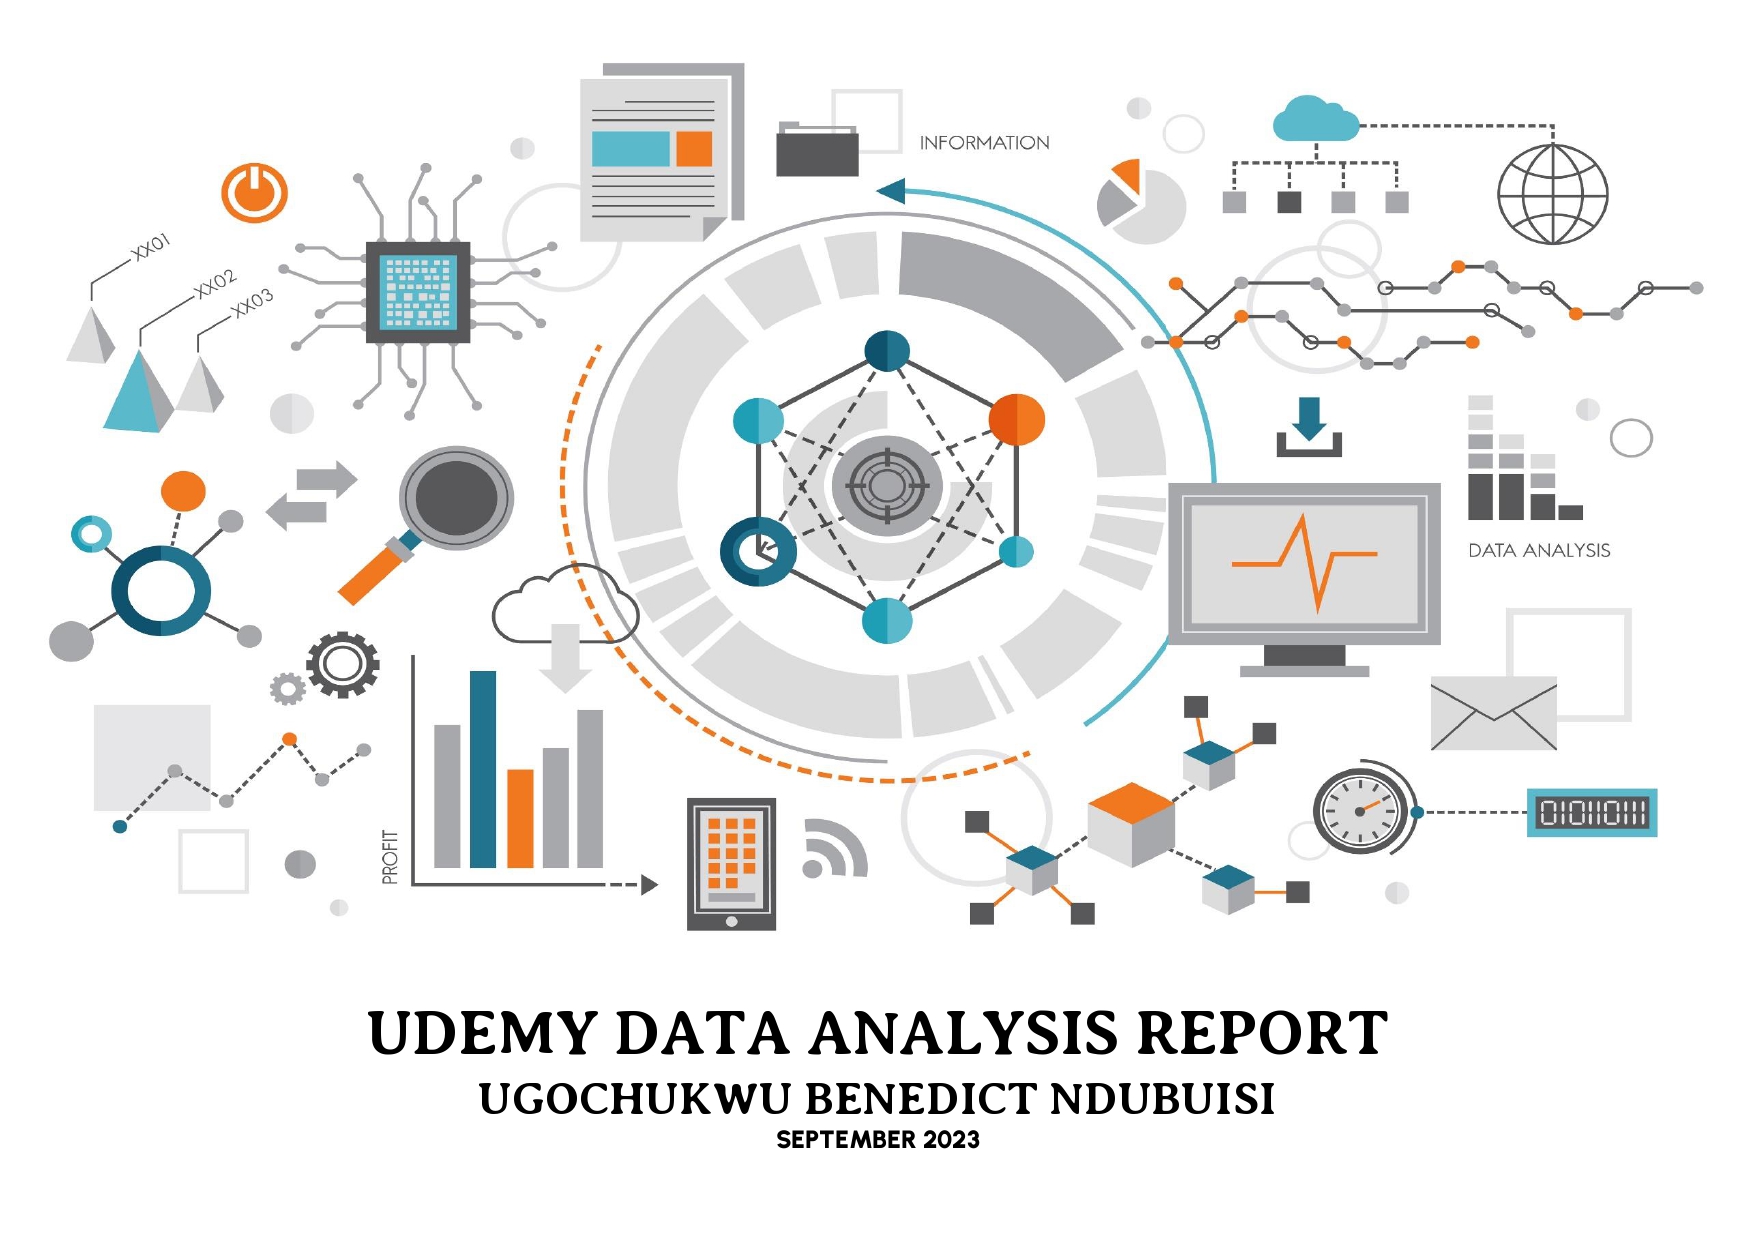 INFORMATION
XX01
XX02
XX03
DATA ANALYSIS
PROFIT
01011011
UDEMY DATA ANALYSIS REPORT
UGOCHUKWU BENEDICT NDUBUISI
SEPTEMBER 2023